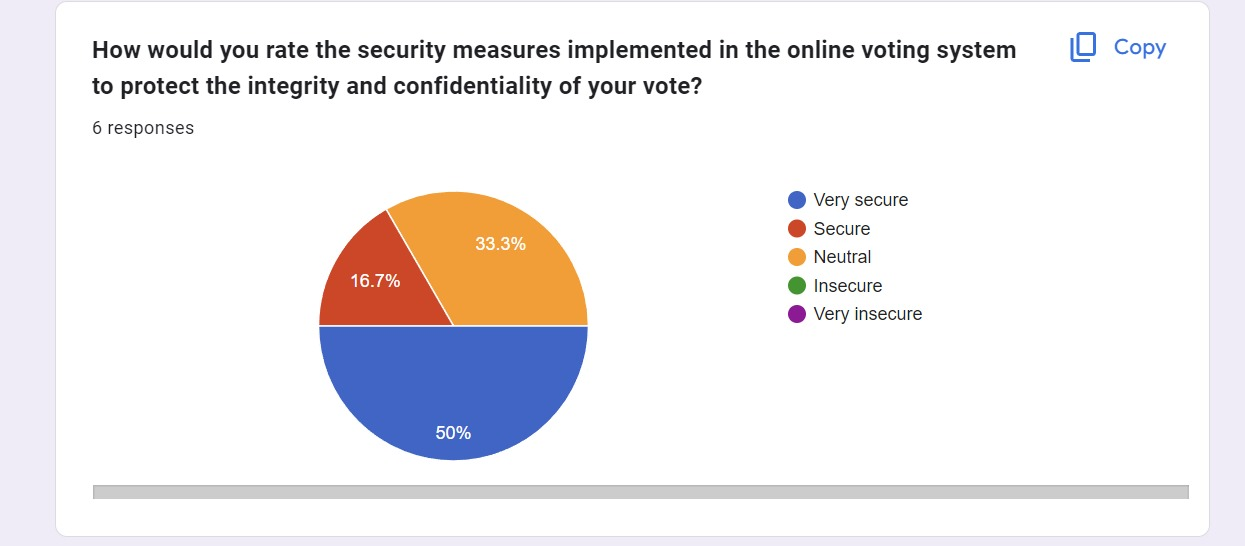 How would you rate the security measures implemented in the online voting system
to protect the integrity and confidentiality of your vote?
Copy
6 responses
33.3%
16.7%
50%
Very secure
Secure
Neutral
Insecure
Very insecure